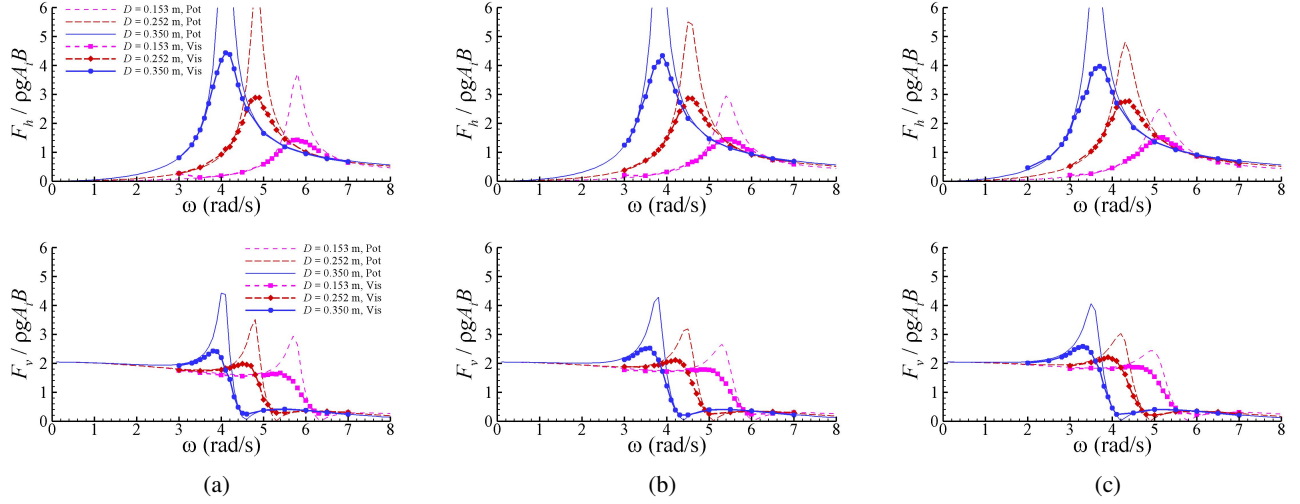 6
5
4
3
2
1
0
F_h / ρgA_iB
D = 0.153 m, Pot
D = 0.252 m, Pot
D = 0.350 m, Pot
D = 0.153 m, Vis
D = 0.252 m, Vis
D = 0.350 m, Vis
0 1 2 3 4 5 6 7 8
ω (rad/s)
6
5
4
3
2
1
0
F_h / ρgA_iB
0 1 2 3 4 5 6 7 8
ω (rad/s)
6
5
4
3
2
1
0
F_h / ρgA_iB
0 1 2 3 4 5 6 7 8
ω (rad/s)
6
5
4
3
2
1
0
F_v / ρgA_iB
D = 0.153 m, Pot
D = 0.252 m, Pot
D = 0.350 m, Pot
D = 0.153 m, Vis
D = 0.252 m, Vis
D = 0.350 m, Vis
0 1 2 3 4 5 6 7 8
ω (rad/s)
6
5
4
3
2
1
0
F_v / ρgA_iB
0 1 2 3 4 5 6 7 8
ω (rad/s)
6
5
4
3
2
1
0
F_v / ρgA_iB
0 1 2 3 4 5 6 7 8
ω (rad/s)
(a)
(b)
(c)